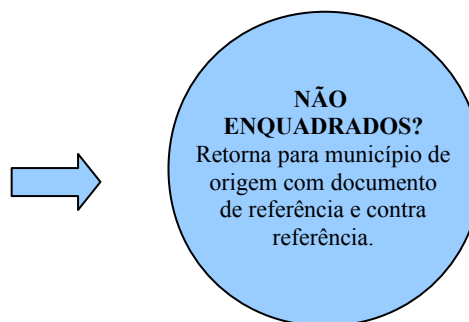 NÃO
ENQUADRADOS?
Retorna para município de
origem com documento
de referência e contra
referência.